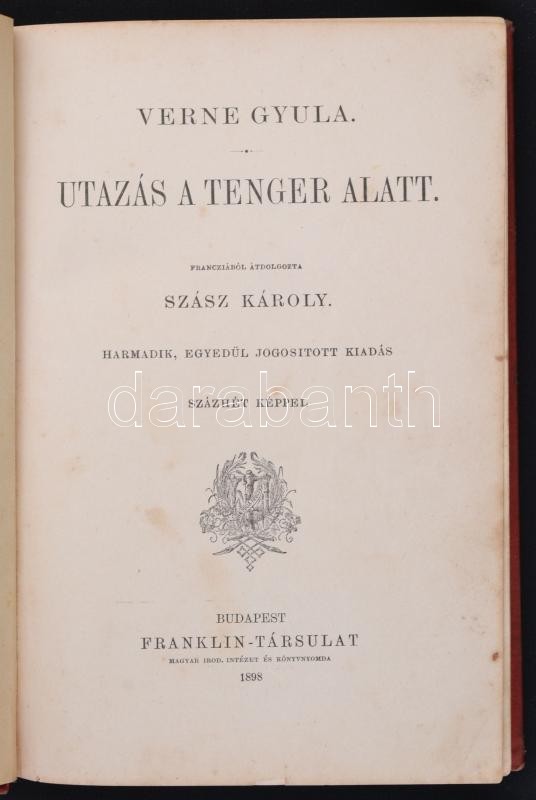 VERNE GYULA.
UTAZÁS A TENGER ALATT.
FRANCZIÁBÓL ÁTDOLGOZTA
SZÁSZ KÁROLY.
HARMADIK, EGYEDÜL JOGOSITOTT KIADÁS
SZÁZHÉT KÉPPEL
darabanth
BUDAPEST
FRANKLIN-TÁRSULAT
MAGYAR IROD. INTÉZET ÉS KÖNYVNYOMDA
1898